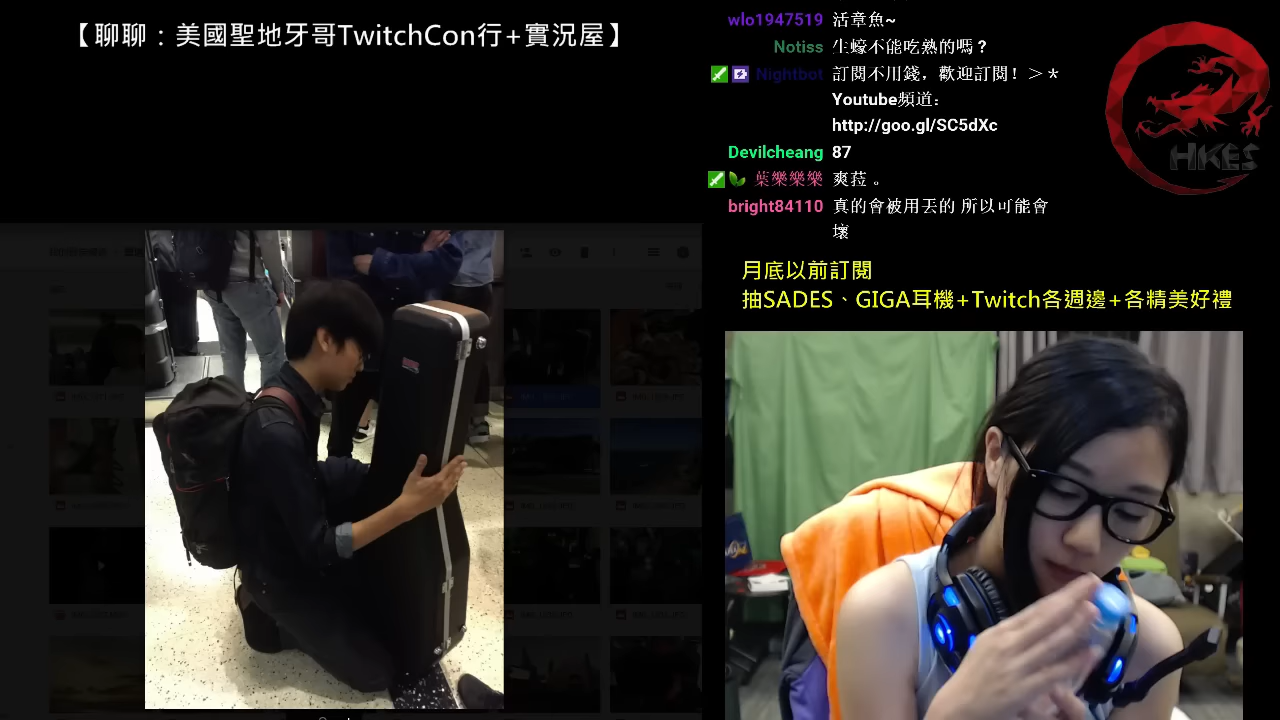 【聊聊：美國聖地牙哥TwitchCon行+實況屋】
wlo1947519 活章魚~
Notiss 生蠔不能吃熟的嗎？
Nightbot 訂閱不用錢，歡迎訂閱！＞＊
Youtube頻道：
http://goo.gl/SC5dXc
Devilcheang 87
葉樂樂樂 爽菈。
bright84110 真的會被用丟的 所以可能會
壞
HKES
月底以前訂閱
抽SADES、GIGA耳機+Twitch各週邊+各精美好禮